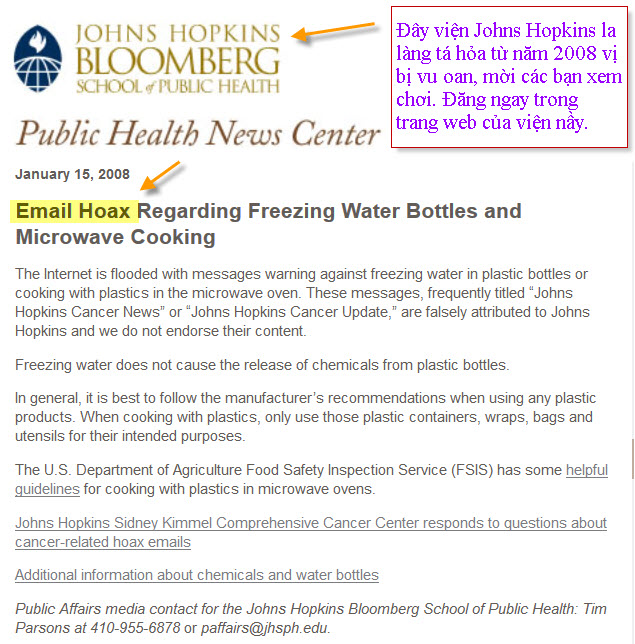 JOHNS HOPKINS
BLOOMBERG
SCHOOL of PUBLIC HEALTH
Đây viện Johns Hopkins la
làng tá hỏa từ năm 2008 vị
bị vu oan, mời các bạn xem
chơi. Đăng ngay trong
trang web của viện nầy.
Public Health News Center
January 15, 2008
Email Hoax Regarding Freezing Water Bottles and
Microwave Cooking
The Internet is flooded with messages warning against freezing water in plastic bottles or
cooking with plastics in the microwave oven. These messages, frequently titled “Johns
Hopkins Cancer News” or “Johns Hopkins Cancer Update,” are falsely attributed to Johns
Hopkins and we do not endorse their content.
Freezing water does not cause the release of chemicals from plastic bottles.
In general, it is best to follow the manufacturer’s recommendations when using any plastic
products. When cooking with plastics, only use those plastic containers, wraps, bags and
utensils for their intended purposes.
The U.S. Department of Agriculture Food Safety Inspection Service (FSIS) has some helpful
guidelines for cooking with plastics in microwave ovens.
Johns Hopkins Sidney Kimmel Comprehensive Cancer Center responds to questions about
cancer-related hoax emails
Additional information about chemicals and water bottles
Public Affairs media contact for the Johns Hopkins Bloomberg School of Public Health: Tim
Parsons at 410-955-6878 or paffairs@jhsph.edu.